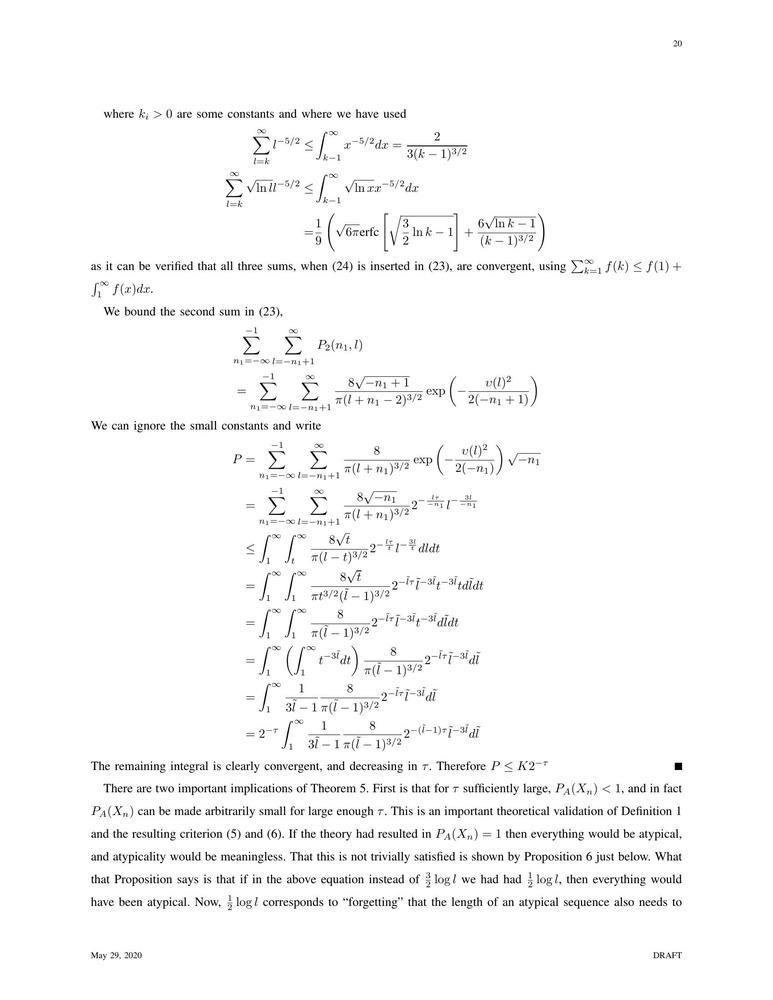 20
where $k_i > 0$ are some constants and where we have used
$\sum_{l=k}^{\infty} l^{-5/2} \leq \int_{k-1}^{\infty} x^{-5/2} dx = \frac{2}{3(k-1)^{3/2}}$
$\sum_{l=k}^{\infty} \sqrt{\ln l} l^{-5/2} \leq \int_{k-1}^{\infty} \sqrt{\ln x} x^{-5/2} dx$
$= \frac{1}{9} \left( \sqrt{6\pi} \text{erfc} \left[ \sqrt{\frac{3}{2} \ln k - 1} \right] + \frac{6\sqrt{\ln k - 1}}{(k-1)^{3/2}} \right)$
as it can be verified that all three sums, when (24) is inserted in (23), are convergent, using $\sum_{k=1}^{\infty} f(k) \leq f(1) +$
$\int_1^{\infty} f(x)dx.$
We bound the second sum in (23),
$\sum_{n_1=-\infty}^{-1} \sum_{l=-n_1+1}^{\infty} P_2(n_1, l)$
$= \sum_{n_1=-\infty}^{-1} \sum_{l=-n_1+1}^{\infty} \frac{8\sqrt{-n_1+1}}{\pi(l+n_1-2)^{3/2}} \exp\left(-\frac{\upsilon(l)^2}{2(-n_1+1)}\right)$
We can ignore the small constants and write
$P = \sum_{n_1=-\infty}^{-1} \sum_{l=-n_1+1}^{\infty} \frac{8}{\pi(l+n_1)^{3/2}} \exp\left(-\frac{\upsilon(l)^2}{2(-n_1)}\right) \sqrt{-n_1}$
$= \sum_{n_1=-\infty}^{-1} \sum_{l=-n_1+1}^{\infty} \frac{8\sqrt{-n_1}}{\pi(l+n_1)^{3/2}} 2^{-\frac{l\tau}{-n_1}} l^{-\frac{3l}{-n_1}}$
$\leq \int_1^{\infty} \int_t^{\infty} \frac{8\sqrt{t}}{\pi(l-t)^{3/2}} 2^{-\frac{l\tau}{t}} l^{-\frac{3l}{t}} dl dt$
$= \int_1^{\infty} \int_1^{\infty} \frac{8\sqrt{t}}{\pi t^{3/2}(\tilde{l}-1)^{3/2}} 2^{-\tilde{l}\tau} \tilde{l}^{-3\tilde{l}} t^{-3\tilde{l}} t d\tilde{l} dt$
$= \int_1^{\infty} \int_1^{\infty} \frac{8}{\pi(\tilde{l}-1)^{3/2}} 2^{-\tilde{l}\tau} \tilde{l}^{-3\tilde{l}} t^{-3\tilde{l}} d\tilde{l} dt$
$= \int_1^{\infty} \left( \int_1^{\infty} t^{-3\tilde{l}} dt \right) \frac{8}{\pi(\tilde{l}-1)^{3/2}} 2^{-\tilde{l}\tau} \tilde{l}^{-3\tilde{l}} d\tilde{l}$
$= \int_1^{\infty} \frac{1}{3\tilde{l}-1} \frac{8}{\pi(\tilde{l}-1)^{3/2}} 2^{-\tilde{l}\tau} \tilde{l}^{-3\tilde{l}} d\tilde{l}$
$= 2^{-\tau} \int_1^{\infty} \frac{1}{3\tilde{l}-1} \frac{8}{\pi(\tilde{l}-1)^{3/2}} 2^{-(\tilde{l}-1)\tau} \tilde{l}^{-3\tilde{l}} d\tilde{l}$
The remaining integral is clearly convergent, and decreasing in $\tau$. Therefore $P \leq K2^{-\tau}$ ■
There are two important implications of Theorem 5. First is that for $\tau$ sufficiently large, $P_A(X_n) < 1$, and in fact
$P_A(X_n)$ can be made arbitrarily small for large enough $\tau$. This is an important theoretical validation of Definition 1
and the resulting criterion (5) and (6). If the theory had resulted in $P_A(X_n) = 1$ then everything would be atypical,
and atypicality would be meaningless. That this is not trivially satisfied is shown by Proposition 6 just below. What
that Proposition says is that if in the above equation instead of $\frac{3}{2} \log l$ we had had $\frac{1}{2} \log l$, then everything would
have been atypical. Now, $\frac{1}{2} \log l$ corresponds to “forgetting” that the length of an atypical sequence also needs to
May 29, 2020 DRAFT